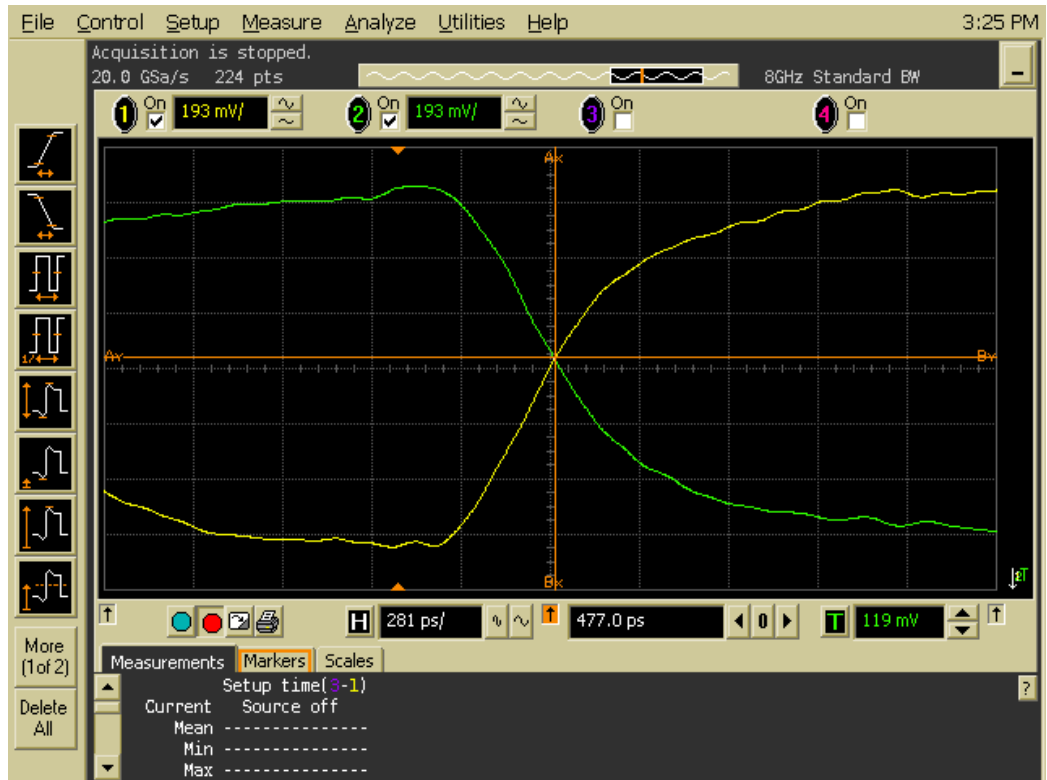 File Control Setup Measure Analyze Utilities Help 3:25 PM
Acquisition is stopped.
20.0 GSa/s 224 pts 8GHz Standard BW
1 On 193 mV/ 2 On 193 mV/ 3 On 4 On
Ax
Ay By
Bx
H 281 ps/ 477.0 ps 0 T 119 mV
More
(1of 2)
Delete
All
Measurements Markers Scales
Setup time(3-1) ?
Current Source off
Mean ---------------
Min ---------------
Max ---------------